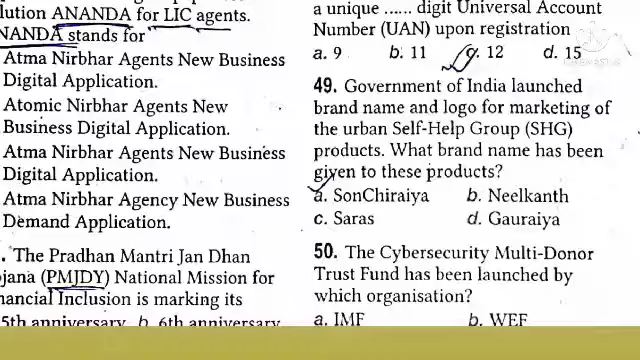 lution ANANDA for LIC agents.
NANDA stands for
Atma Nirbhar Agents New Business
Digital Application.
Atomic Nirbhar Agents New
Business Digital Application.
Atma Nirbhar Agents New Business
Digital Application.
Atma Nirbhar Agency New Business
Demand Application.
. The Pradhan Mantri Jan Dhan
ojana (PMJDY) National Mission for
nancial Inclusion is marking its
5th anniversary b. 6th anniversary
a unique ...... digit Universal Account
Number (UAN) upon registration
a. 9 b. 11 c. 12 d. 15
49. Government of India launched
brand name and logo for marketing of
the urban Self-Help Group (SHG)
products. What brand name has been
given to these products?
a. SonChiraiya b. Neelkanth
c. Saras d. Gauraiya
50. The Cybersecurity Multi-Donor
Trust Fund has been launched by
which organisation?
a. IMF b. WEF